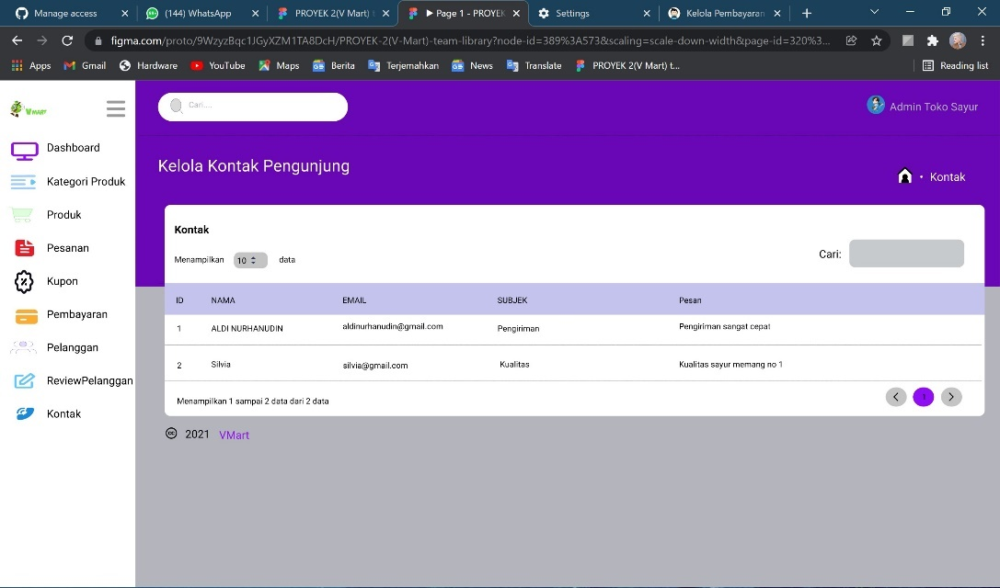 Manage access
(144) WhatsApp
PROYEK 2(V Mart)
Page 1 - PROYEK
Settings
Kelola Pembayaran
figma.com/proto/9WzyzBqc1JGyXZM1TA8DcH/PROYEK-2(V-Mart)-team-library?node-id=389%3A573&scaling=scale-down-width&page-id=320%3...
Apps
Gmail
Hardware
YouTube
Maps
Berita
Terjemahkan
News
Translate
PROYEK 2(V Mart) t...
Reading list
V MART
Cari....
Admin Toko Sayur
Dashboard
Kategori Produk
Produk
Pesanan
Kupon
Pembayaran
Pelanggan
ReviewPelanggan
Kontak
Kelola Kontak Pengunjung
• Kontak
Kontak
Menampilkan 10 data
Cari:
ID NAMA EMAIL SUBJEK Pesan
1 ALDI NURHANUDIN aldinurhanudin@gmail.com Pengiriman Pengiriman sangat cepat
2 Silvia silvia@gmail.com Kualitas Kualitas sayur memang no 1
Menampilkan 1 sampai 2 data dari 2 data
< 1 >
2021 VMart